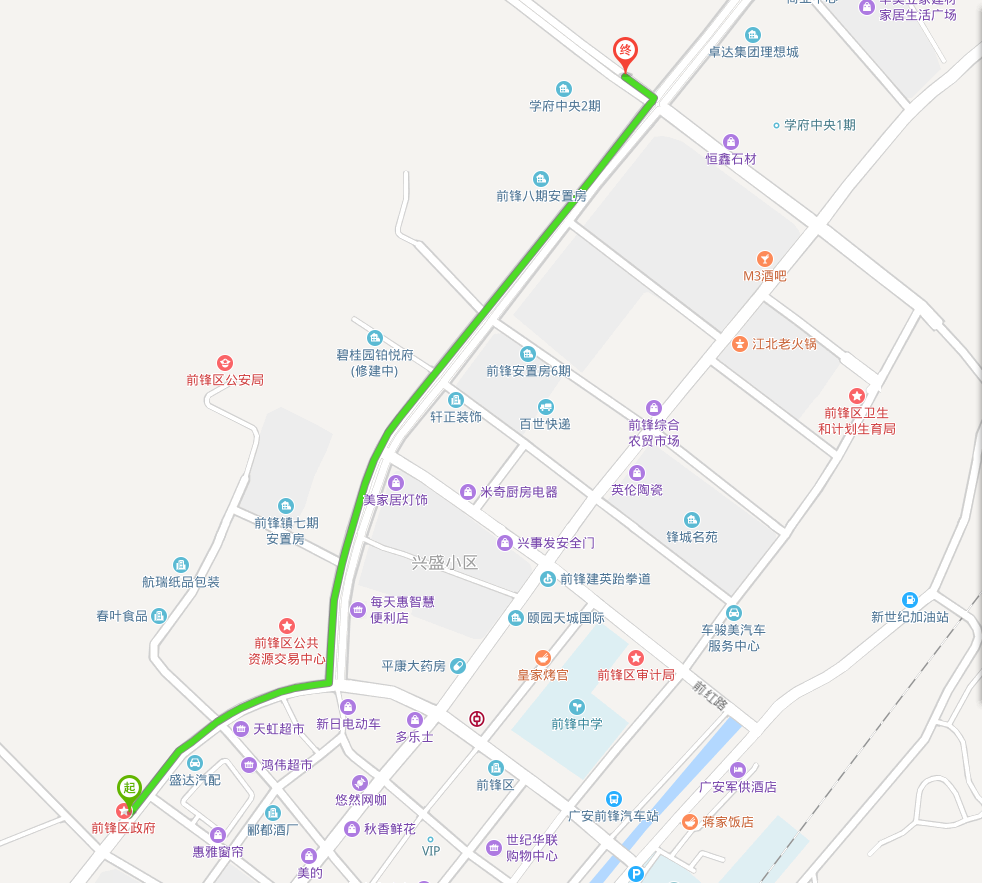 家居生活广场
终
卓达集团理想城
学府中央2期
学府中央1期
恒鑫石材
前锋八期安置房
M3酒吧
碧桂园铂悦府
(修建中)
江北老火锅
前锋区公安局
前锋安置房6期
轩正装饰
百世快递
前锋综合
农贸市场
前锋区卫生
和计划生育局
美家居灯饰
米奇厨房电器
英伦陶瓷
前锋镇七期
安置房
锋城名苑
兴事发安全门
兴盛小区
航瑞纸品包装
前锋建英跆拳道
春叶食品
每天惠智慧
便利店
颐园天城国际
新世纪加油站
前锋区公共
资源交易中心
车骏美汽车
服务中心
平康大药房
皇家烤宫
前锋区审计局
前红路
天虹超市
新日电动车
多乐士
前锋中学
盛达汽配
鸿伟超市
前锋区
广安军供酒店
起
悠然网咖
广安前锋汽车站
前锋区政府
郦都酒厂
秋香鲜花
蒋家饭店
惠雅窗帘
VIP
世纪华联
购物中心
美的
P